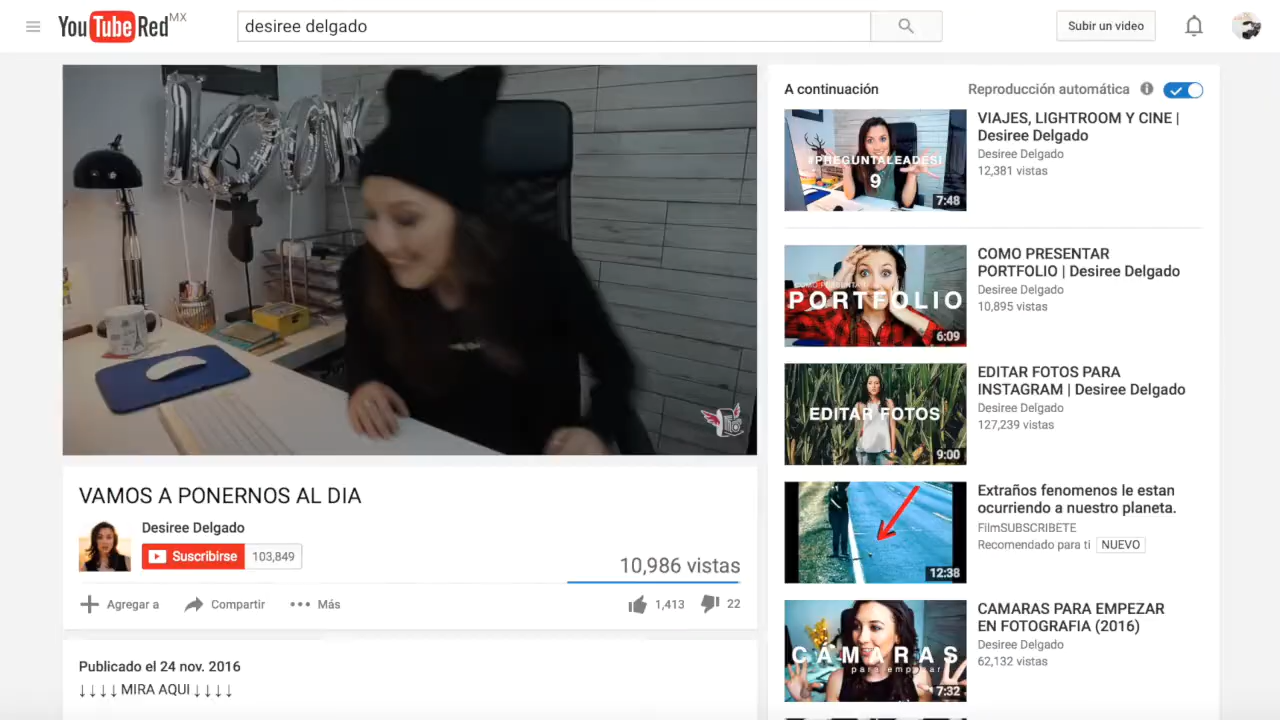 YouTube Red MX
desiree delgado
Subir un video
100K
VAMOS A PONERNOS AL DIA
Desiree Delgado
Suscribirse 103,849
10,986 vistas
Agregar a Compartir Más
1,413 22
Publicado el 24 nov. 2016
↓ ↓ ↓ ↓ MIRA AQUI ↓ ↓ ↓ ↓
A continuación
Reproducción automática
#PREGUNTALEADESI
9
7:48
VIAJES, LIGHTROOM Y CINE |
Desiree Delgado
Desiree Delgado
12,381 vistas
COMO PRESENTAR
PORTFOLIO
6:09
COMO PRESENTAR
PORTFOLIO | Desiree Delgado
Desiree Delgado
10,895 vistas
EDITAR FOTOS
9:00
EDITAR FOTOS PARA
INSTAGRAM | Desiree Delgado
Desiree Delgado
127,239 vistas
12:38
Extraños fenomenos le estan
ocurriendo a nuestro planeta.
FilmSUBSCRIBETE
Recomendado para ti NUEVO
CÁMARAS
para empezar
7:32
CAMARAS PARA EMPEZAR
EN FOTOGRAFIA (2016)
Desiree Delgado
62,132 vistas